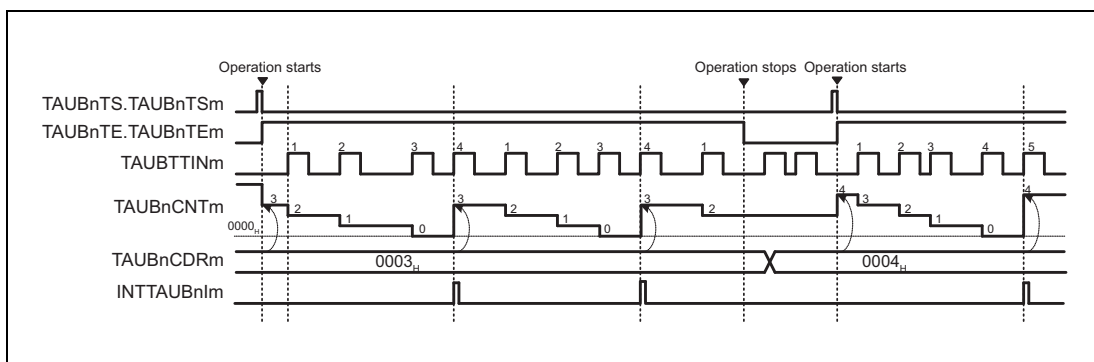 Operation starts Operation stops Operation starts
TAUBnTS.TAUBnTSm
TAUBnTE.TAUBnTEm
1 2 3 4 1 2 3 4 1 1 2 3 4 5
TAUBTTINm
3 2 1 0 3 2 1 0 3 2 4 3 2 1 0 4
TAUBnCNTm
0000H
TAUBnCDRm
0003H 0004H
INTTAUBnIm